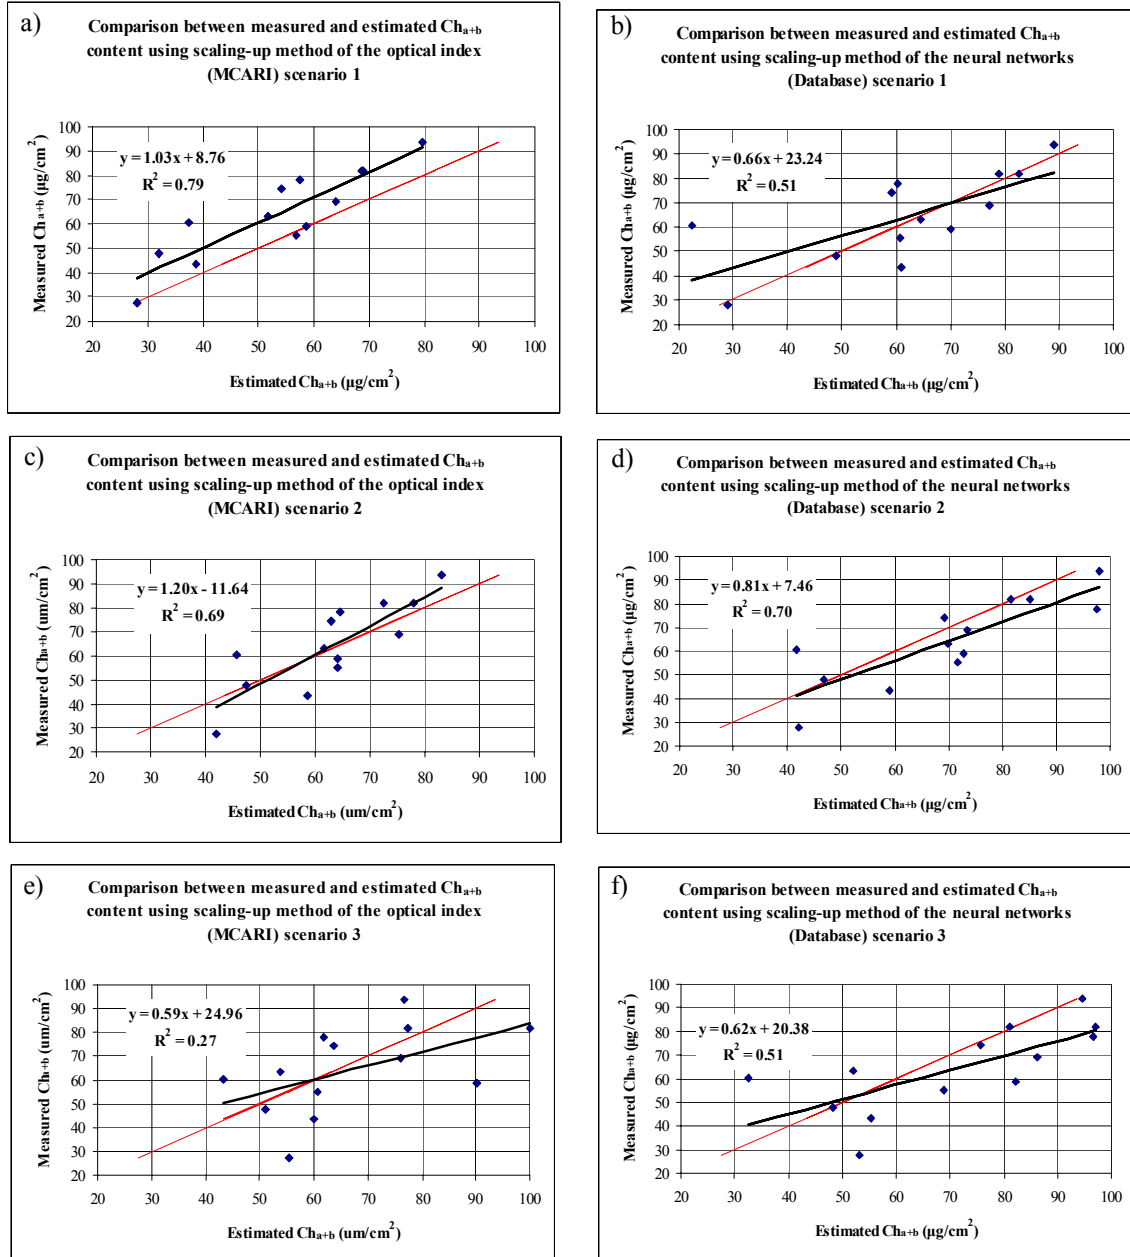 a)
Comparison between measured and estimated Cha+b
content using scaling-up method of the optical index
(MCARI) scenario 1
100
90
80
70
60
50
40
30
20
y = 1.03x + 8.76
R² = 0.79
Measured Cha+b (µg/cm²)
20 30 40 50 60 70 80 90 100
Estimated Cha+b (µg/cm²)
b)
Comparison between measured and estimated Cha+b
content using scaling-up method of the neural networks
(Database) scenario 1
100
90
80
70
60
50
40
30
20
y = 0.66x + 23.24
R² = 0.51
Measured Cha+b (µg/cm²)
20 30 40 50 60 70 80 90 100
Estimated Cha+b (µg/cm²)
c)
Comparison between measured and estimated Cha+b
content using scaling-up method of the optical index
(MCARI) scenario 2
100
90
80
70
60
50
40
30
20
y = 1.20x - 11.64
R² = 0.69
Measured Cha+b (um/cm²)
20 30 40 50 60 70 80 90 100
Estimated Cha+b (um/cm²)
d)
Comparison between measured and estimated Cha+b
content using scaling-up method of the neural networks
(Database) scenario 2
100
90
80
70
60
50
40
30
20
y = 0.81x + 7.46
R² = 0.70
Measured Cha+b (µg/cm²)
20 30 40 50 60 70 80 90 100
Estimated Cha+b (µg/cm²)
e)
Comparison between measured and estimated Cha+b
content using scaling-up method of the optical index
(MCARI) scenario 3
100
90
80
70
60
50
40
30
20
y = 0.59x + 24.96
R² = 0.27
Measured Cha+b (um/cm²)
20 30 40 50 60 70 80 90 100
Estimated Cha+b (um/cm²)
f)
Comparison between measured and estimated Cha+b
content using scaling-up method of the neural networks
(Database) scenario 3
100
90
80
70
60
50
40
30
20
y = 0.62x + 20.38
R² = 0.51
Measured Cha+b (µg/cm²)
20 30 40 50 60 70 80 90 100
Estimated Cha+b (µg/cm²)